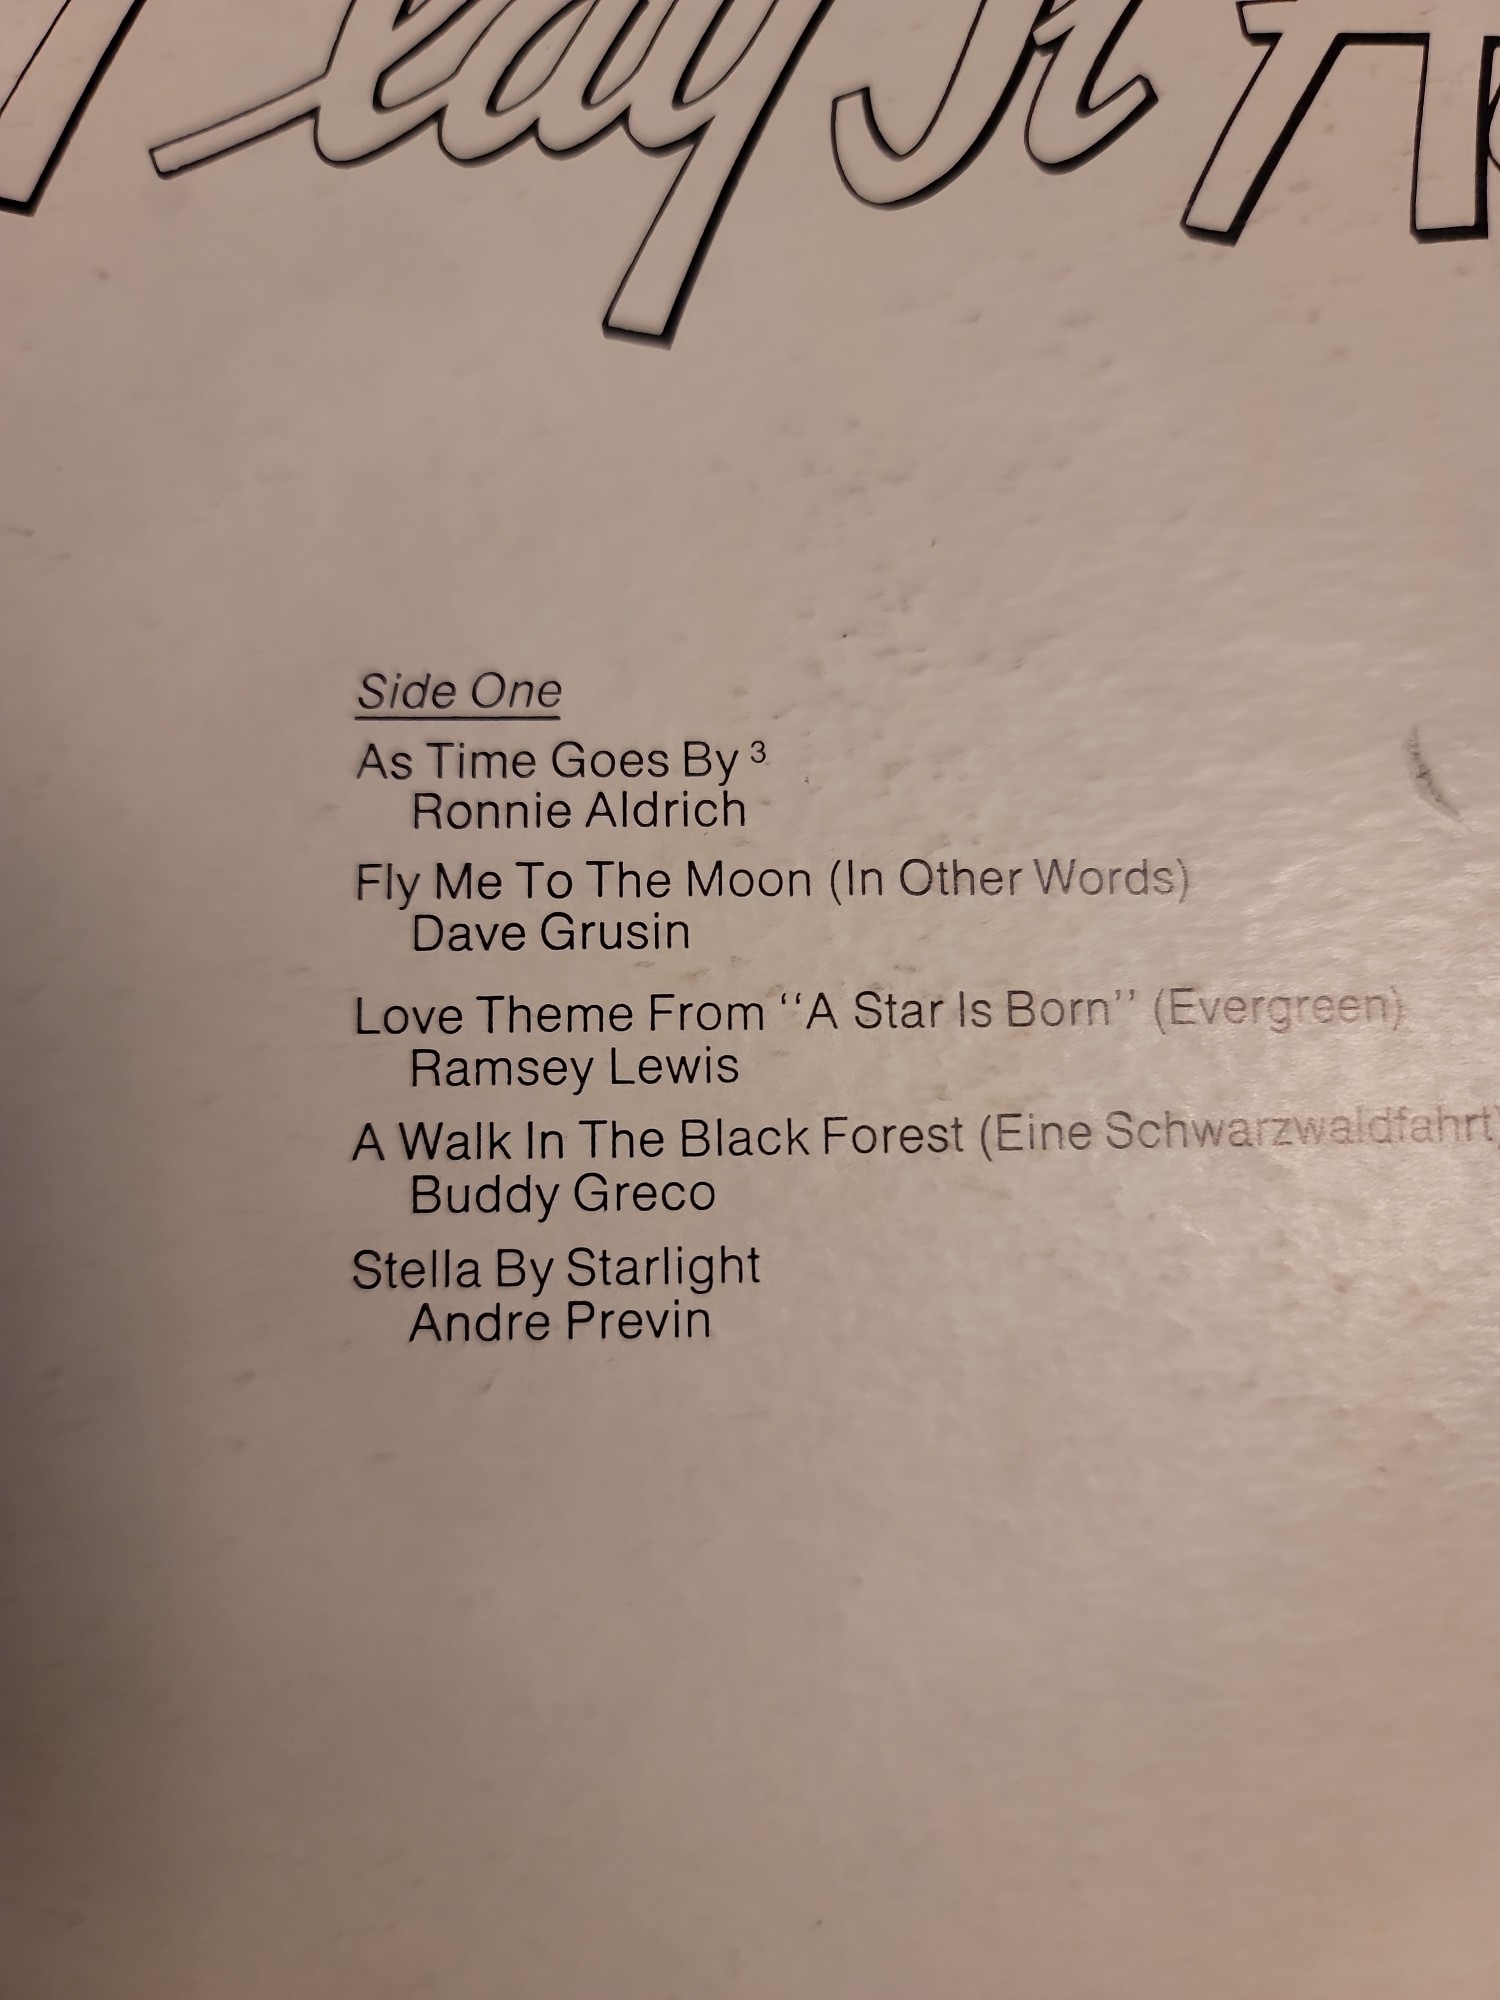 Play It A
Side One
As Time Goes By 3
Ronnie Aldrich
Fly Me To The Moon (In Other Words)
Dave Grusin
Love Theme From “A Star Is Born” (Evergreen)
Ramsey Lewis
A Walk In The Black Forest (Eine Schwarzwaldfahrt)
Buddy Greco
Stella By Starlight
Andre Previn